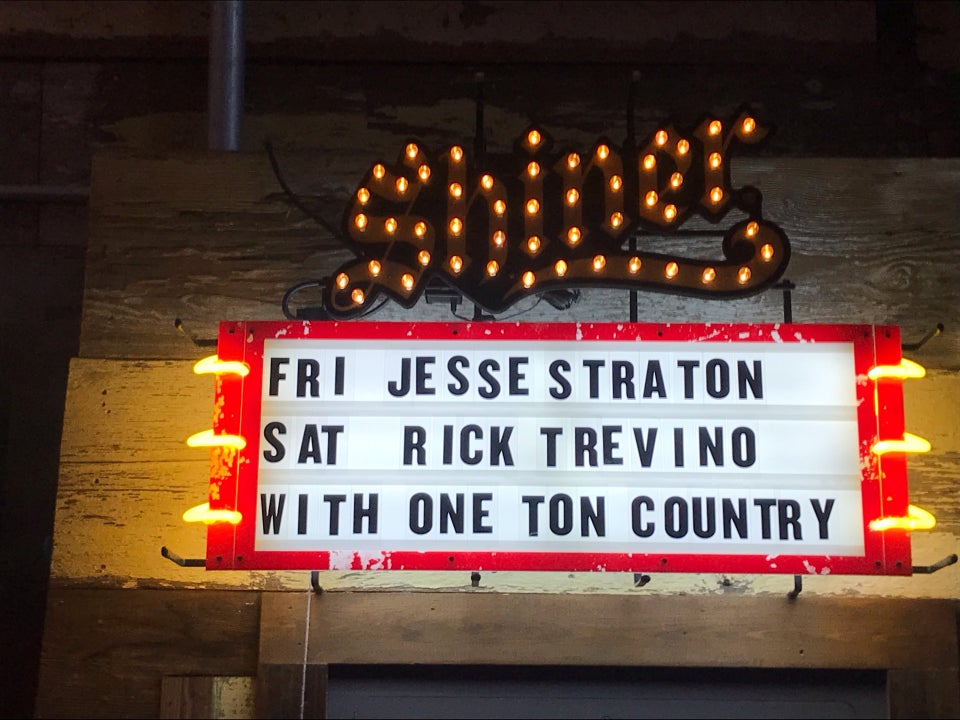 Shiner
FRI JESSE STRATON
SAT RICK TREVINO
WITH ONE TON COUNTRY